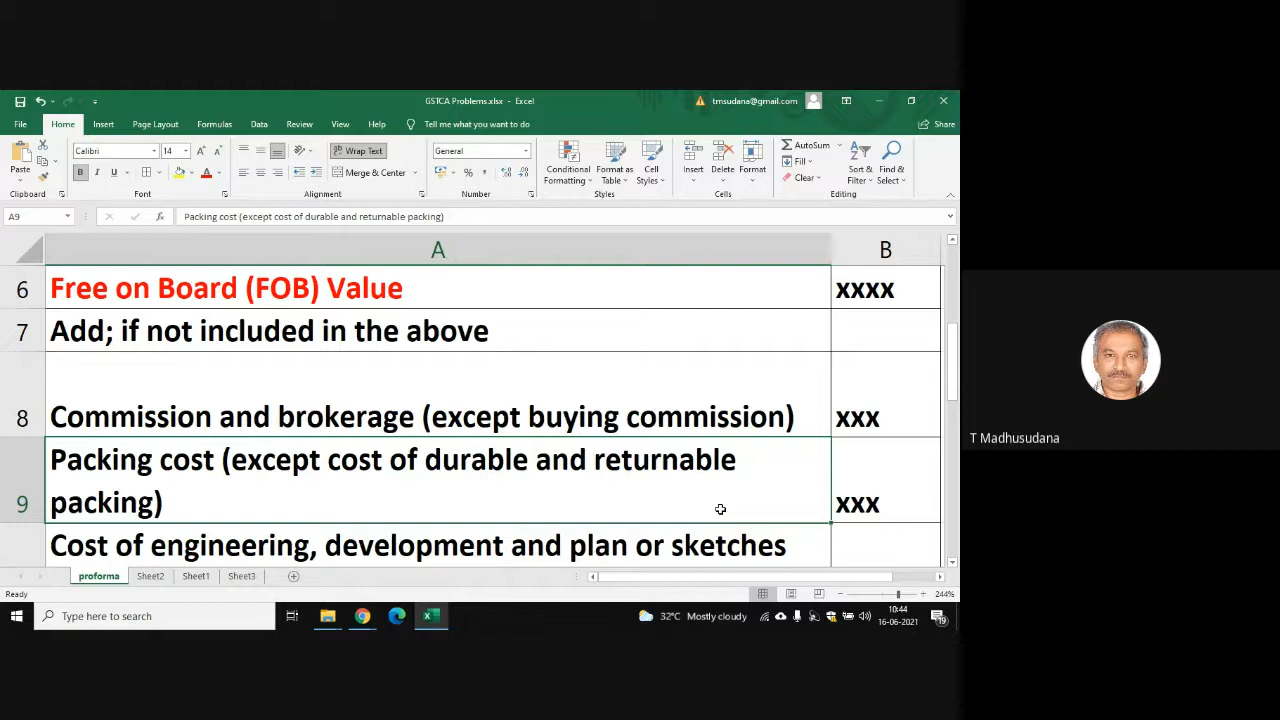 GSTCA Problems.xlsx - Excel
tmsudana@gmail.com
File Home Insert Page Layout Formulas Data Review View Help Tell me what you want to do Share
Paste
Clipboard
Calibri 14
B I U
Font
Wrap Text
Merge & Center
Alignment
General
Number
Conditional Formatting
Format as Table
Cell Styles
Styles
Insert Delete Format
Cells
AutoSum
Fill
Clear
Sort & Filter
Find & Select
Editing
A9 Packing cost (except cost of durable and returnable packing)
A B
6 Free on Board (FOB) Value xxxx
7 Add; if not included in the above
8 Commission and brokerage (except buying commission) xxx
Packing cost (except cost of durable and returnable
9 packing) xxx
Cost of engineering, development and plan or sketches
proforma Sheet2 Sheet1 Sheet3
Ready 244%
Type here to search
32°C Mostly cloudy
10:44
16-06-2021
19
T Madhusudana